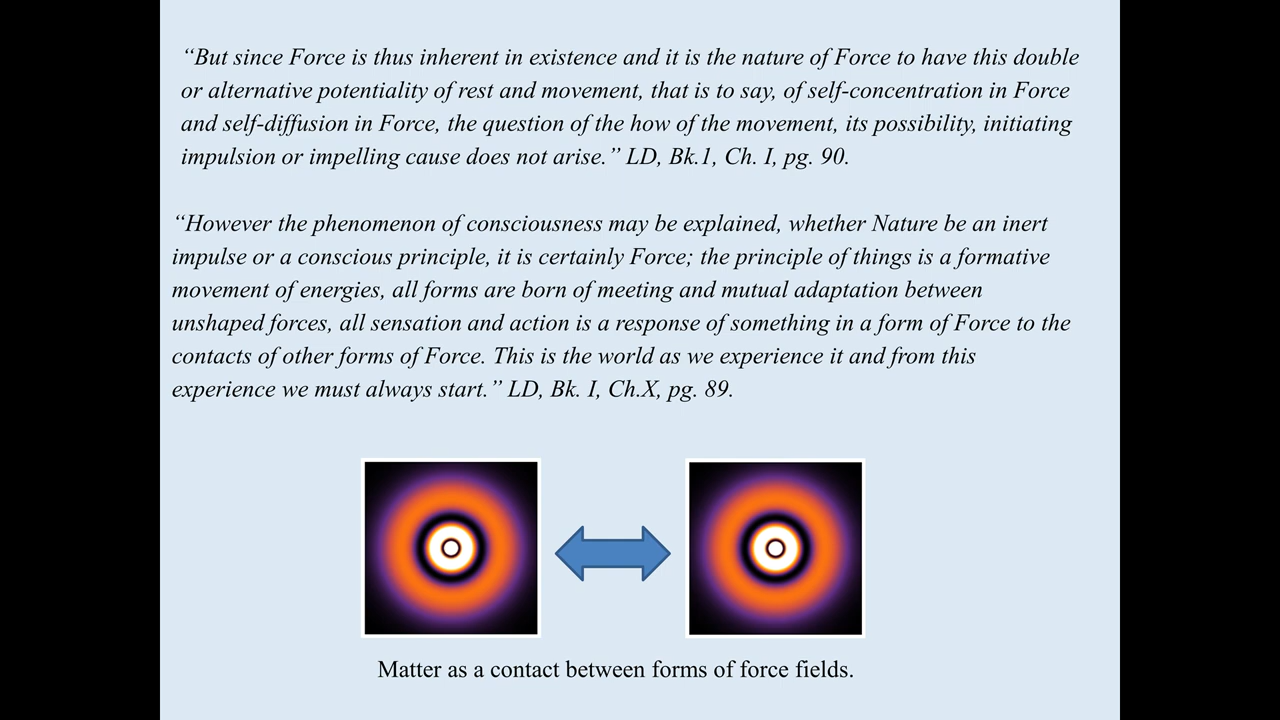 “But since Force is thus inherent in existence and it is the nature of Force to have this double
or alternative potentiality of rest and movement, that is to say, of self-concentration in Force
and self-diffusion in Force, the question of the how of the movement, its possibility, initiating
impulsion or impelling cause does not arise.” LD, Bk.1, Ch. I, pg. 90.
“However the phenomenon of consciousness may be explained, whether Nature be an inert
impulse or a conscious principle, it is certainly Force; the principle of things is a formative
movement of energies, all forms are born of meeting and mutual adaptation between
unshaped forces, all sensation and action is a response of something in a form of Force to the
contacts of other forms of Force. This is the world as we experience it and from this
experience we must always start.” LD, Bk. I, Ch.X, pg. 89.
Matter as a contact between forms of force fields.